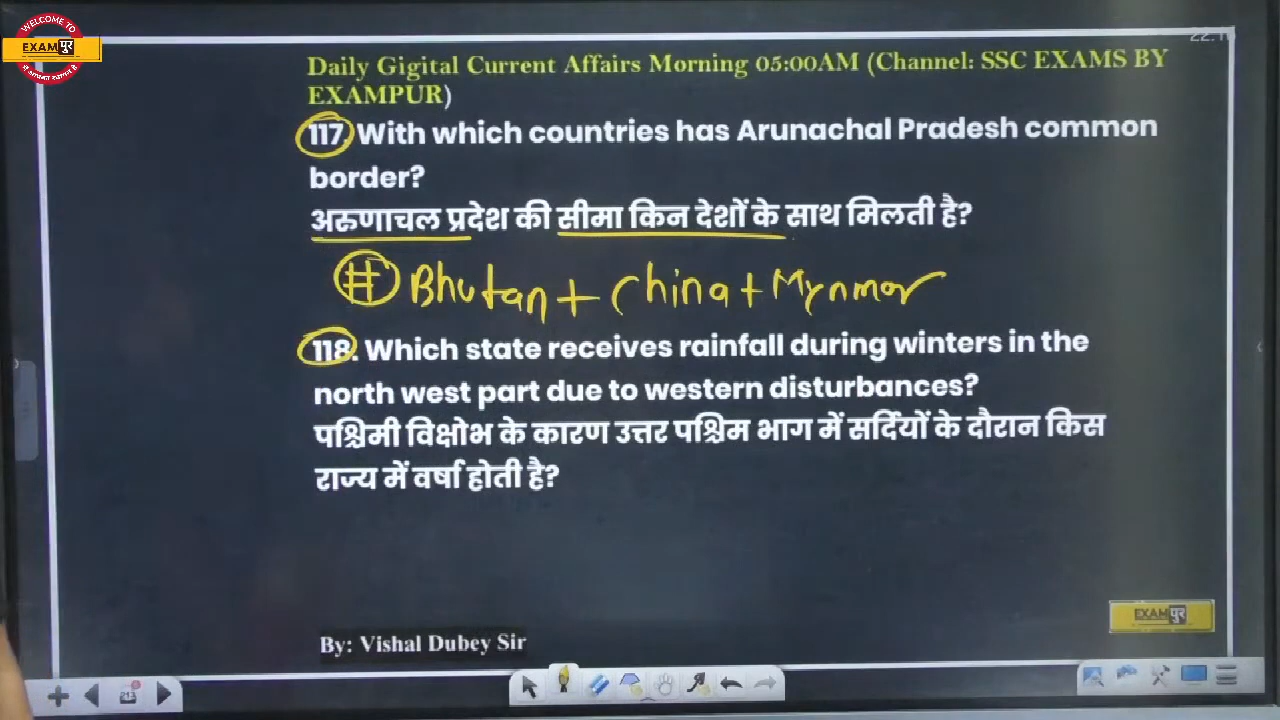 WELCOME TO
EXAMपुर
22:1
Daily Gigital Current Affairs Morning 05:00AM (Channel: SSC EXAMS BY
EXAMPUR)
117. With which countries has Arunachal Pradesh common
border?
अरुणाचल प्रदेश की सीमा किन देशों के साथ मिलती है?
# Bhutan + China + Mynmar
118. Which state receives rainfall during winters in the
north west part due to western disturbances?
पश्चिमी विक्षोभ के कारण उत्तर पश्चिम भाग में सर्दियों के दौरान किस
राज्य में वर्षा होती है?
EXAMपुर
By: Vishal Dubey Sir
213